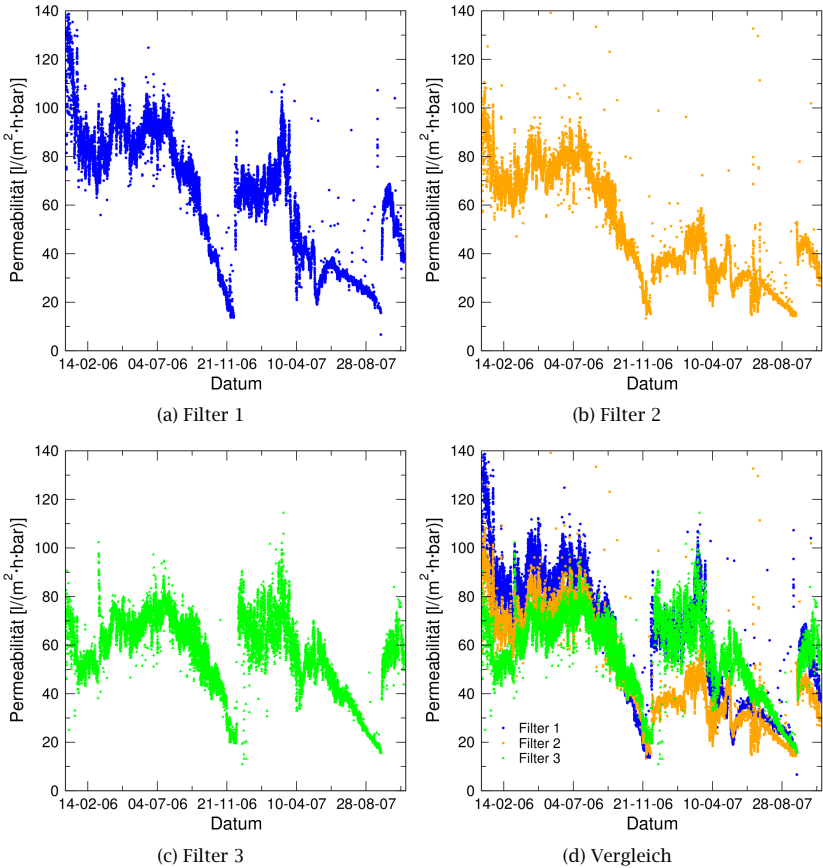 140
120
100
80
60
40
20
0
Permeabilität [l/(m²·h·bar)]
14-02-06 04-07-06 21-11-06 10-04-07 28-08-07
Datum
(a) Filter 1
140
120
100
80
60
40
20
0
Permeabilität [l/(m²·h·bar)]
14-02-06 04-07-06 21-11-06 10-04-07 28-08-07
Datum
(b) Filter 2
140
120
100
80
60
40
20
0
Permeabilität [l/(m²·h·bar)]
14-02-06 04-07-06 21-11-06 10-04-07 28-08-07
Datum
(c) Filter 3
140
120
100
80
60
40
20
0
Permeabilität [l/(m²·h·bar)]
Filter 1
Filter 2
Filter 3
14-02-06 04-07-06 21-11-06 10-04-07 28-08-07
Datum
(d) Vergleich